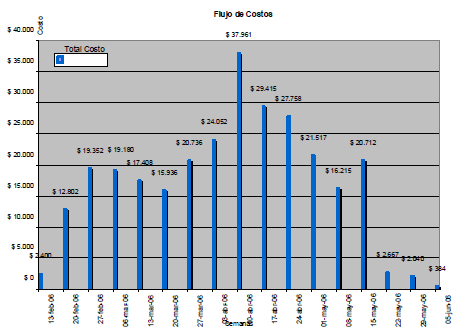 Flujo de Costos
Costo
Total Costo
$ 40.000
$ 35.000
$ 30.000
$ 25.000
$ 20.000
$ 15.000
$ 10.000
$ 5.000
$ 0
$ 2.400
$ 12.802
$ 19.352
$ 19.180
$ 17.408
$ 15.936
$ 20.736
$ 24.052
$ 37.961
$ 29.415
$ 27.758
$ 21.517
$ 16.215
$ 20.712
$ 2.667
$ 2.040
$ 384
13-feb-06
20-feb-06
27-feb-06
06-mar-06
13-mar-06
20-mar-06
27-mar-06
17-abr-06
24-abr-06
01-may-06
08-may-06
15-may-06
22-may-06
29-may-06
05-jun-06
Semanas